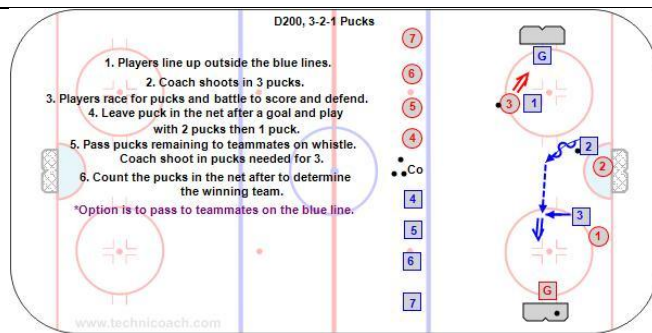 D200, 3-2-1 Pucks
1. Players line up outside the blue lines.
2. Coach shoots in 3 pucks.
3. Players race for pucks and battle to score and defend.
4. Leave puck in the net after a goal and play
with 2 pucks then 1 puck.
5. Pass pucks remaining to teammates on whistle.
Coach shoot in pucks needed for 3.
6. Count the pucks in the net after to determine
the winning team.
*Option is to pass to teammates on the blue line.
7
6
5
4
Co
4
5
6
7
G
3
1
2
2
3
1
G
www.technicoach.com